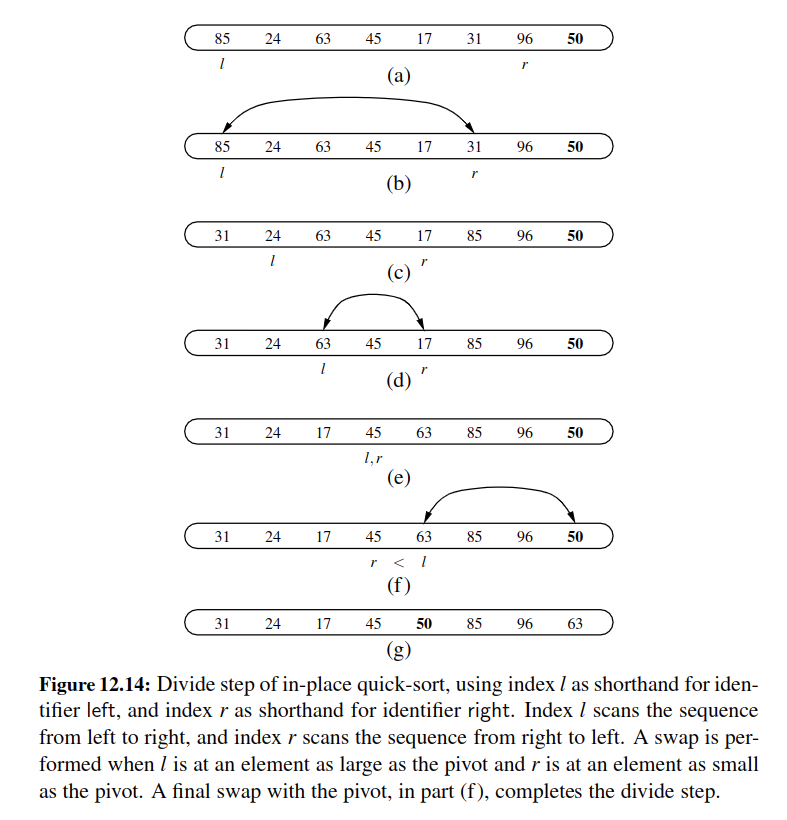 85 24 63 45 17 31 96 50
l r
(a)
85 24 63 45 17 31 96 50
l r
(b)
31 24 63 45 17 85 96 50
l r
(c)
31 24 63 45 17 85 96 50
l r
(d)
31 24 17 45 63 85 96 50
l,r
(e)
31 24 17 45 63 85 96 50
r < l
(f)
31 24 17 45 50 85 96 63
(g)
Figure 12.14: Divide step of in-place quick-sort, using index l as shorthand for iden-
tifier left, and index r as shorthand for identifier right. Index l scans the sequence
from left to right, and index r scans the sequence from right to left. A swap is per-
formed when l is at an element as large as the pivot and r is at an element as small
as the pivot. A final swap with the pivot, in part (f), completes the divide step.